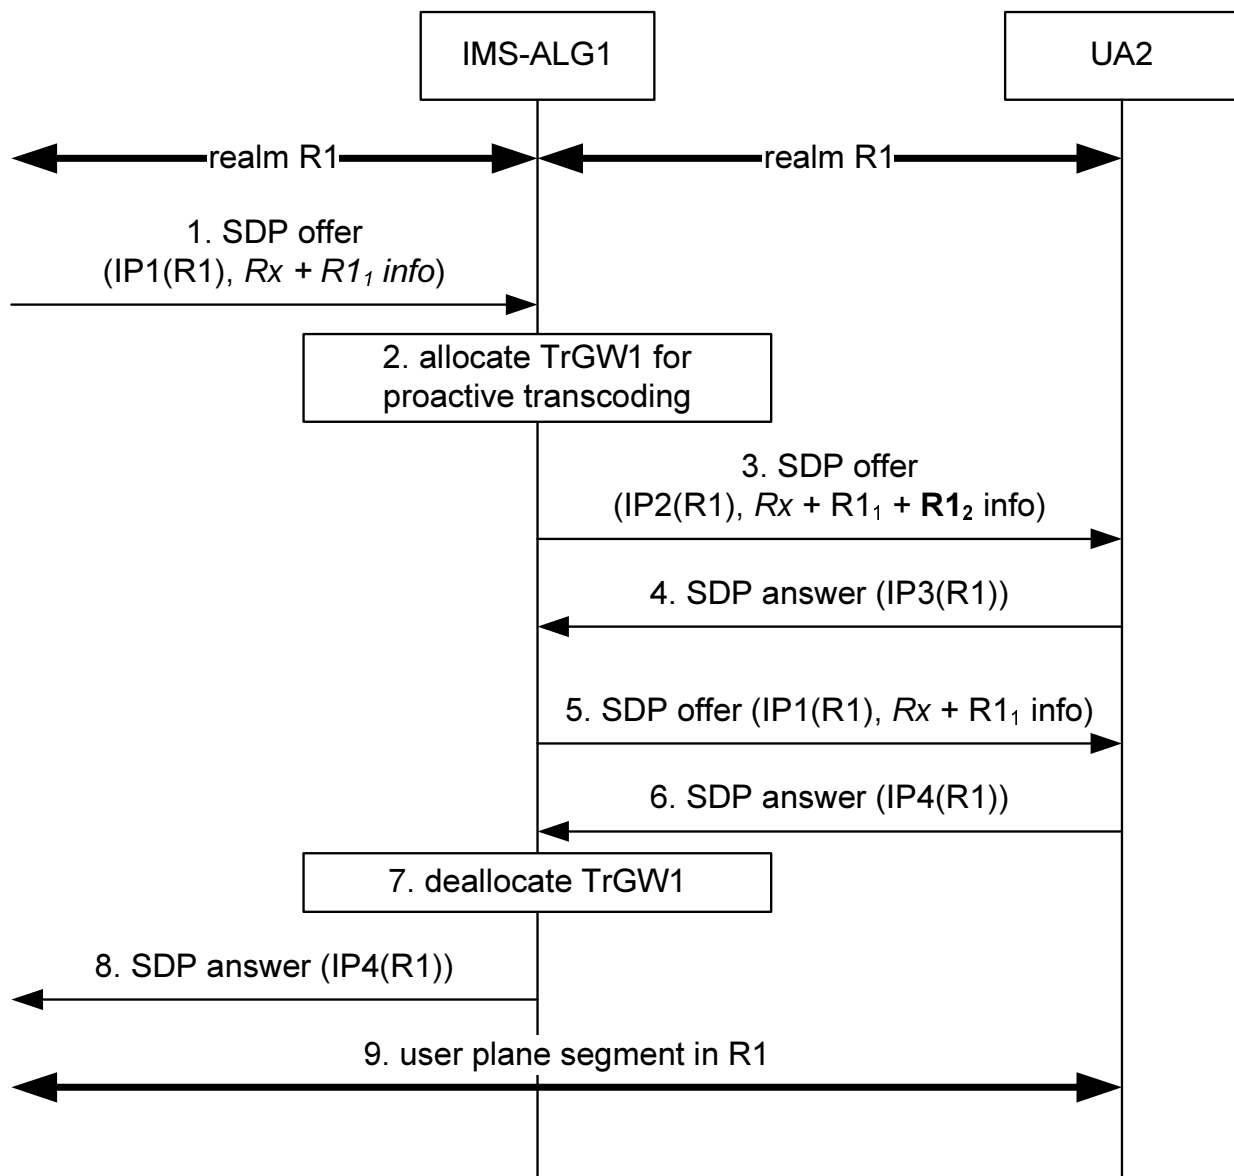 IMS-ALG1
UA2
realm R1
realm R1
1. SDP offer
(IP1(R1), Rx + R1₁ info)
2. allocate TrGW1 for
proactive transcoding
3. SDP offer
(IP2(R1), Rx + R1₁ + R1₂ info)
4. SDP answer (IP3(R1))
5. SDP offer (IP1(R1), Rx + R1₁ info)
6. SDP answer (IP4(R1))
7. deallocate TrGW1
8. SDP answer (IP4(R1))
9. user plane segment in R1